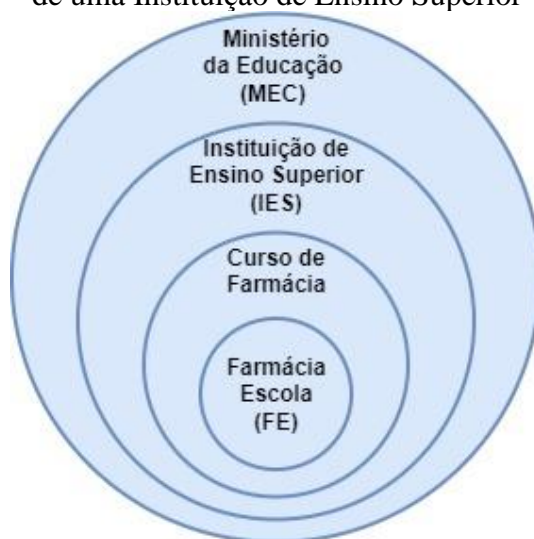 de uma Instituição de Ensino Superior
Ministério
da Educação
(MEC)
Instituição de
Ensino Superior
(IES)
Curso de
Farmácia
Farmácia
Escola
(FE)